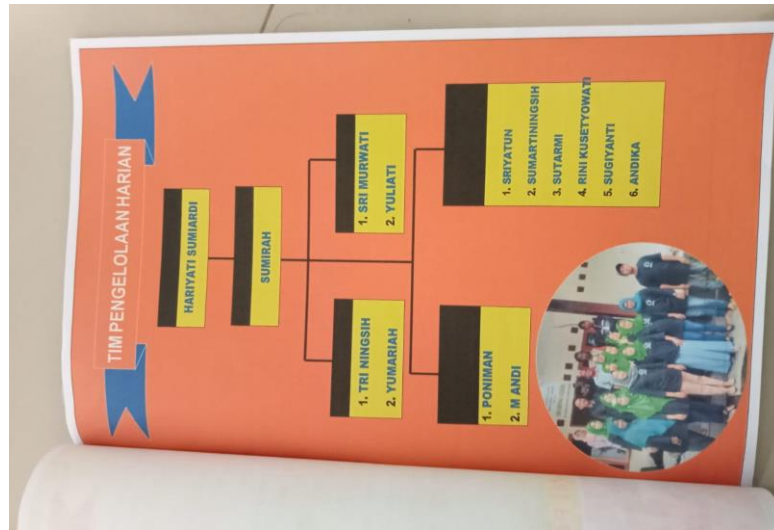 TIM PENGELOLAAN HARIAN
HARIYATI SUMIARDI
SUMIRAH
1. TRI NINGSIH
2. YUMARIAH
1. SRI MURWATI
2. YULIATI
1. PONIMAN
2. M ANDI
1. SRIYATUN
2. SUMARTININGSIH
3. SUTARMI
4. RINI KUSETYOWATI
5. SUGIYANTI
6. ANDIKA